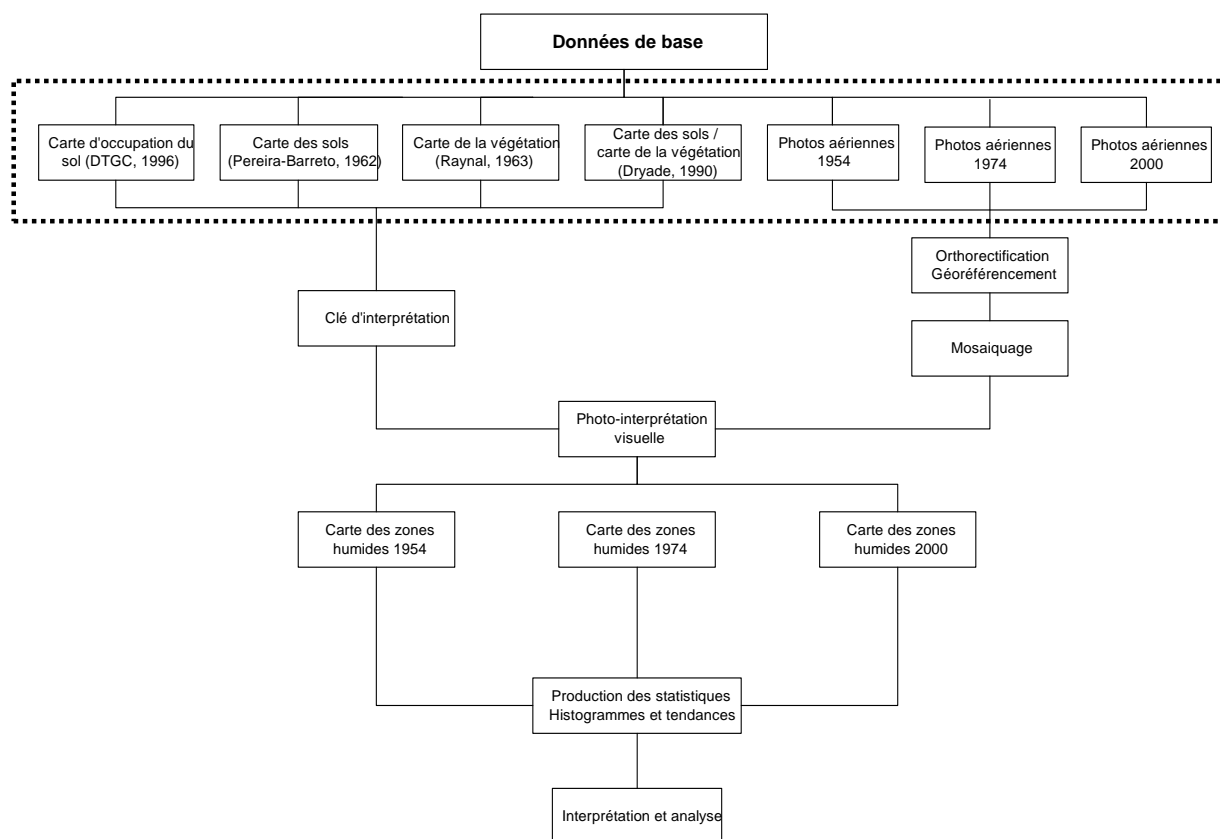 Données de base
Carte d'occupation du
sol (DTGC, 1996)
Carte des sols
(Pereira-Barreto, 1962)
Carte de la végétation
(Raynal, 1963)
Carte des sols /
carte de la végétation
(Dryade, 1990)
Photos aériennes
1954
Photos aériennes
1974
Photos aériennes
2000
Orthorectification
Géoréférencement
Clé d'interprétation
Mosaiquage
Photo-interprétation
visuelle
Carte des zones
humides 1954
Carte des zones
humides 1974
Carte des zones
humides 2000
Production des statistiques
Histogrammes et tendances
Interprétation et analyse